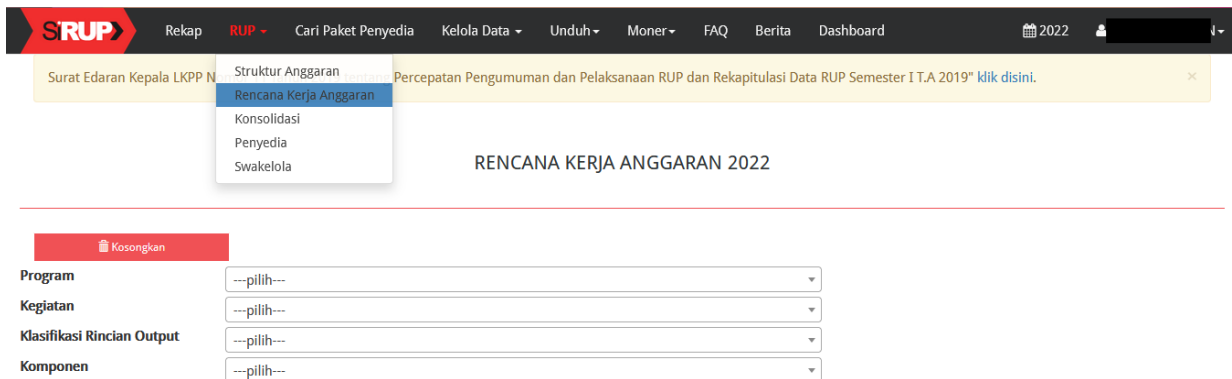 SiRUP Rekap RUP Cari Paket Penyedia Kelola Data Unduh Moner FAQ Berita Dashboard 2022
Surat Edaran Kepala LKPP tentang Percepatan Pengumuman dan Pelaksanaan RUP dan Rekapitulasi Data RUP Semester I T.A 2019" klik disini. ×
Struktur Anggaran
Rencana Kerja Anggaran
Konsolidasi
Penyedia
Swakelola
RENCANA KERJA ANGGARAN 2022
Kosongkan
Program ---pilih---
Kegiatan ---pilih---
Klasifikasi Rincian Output ---pilih---
Komponen ---pilih---